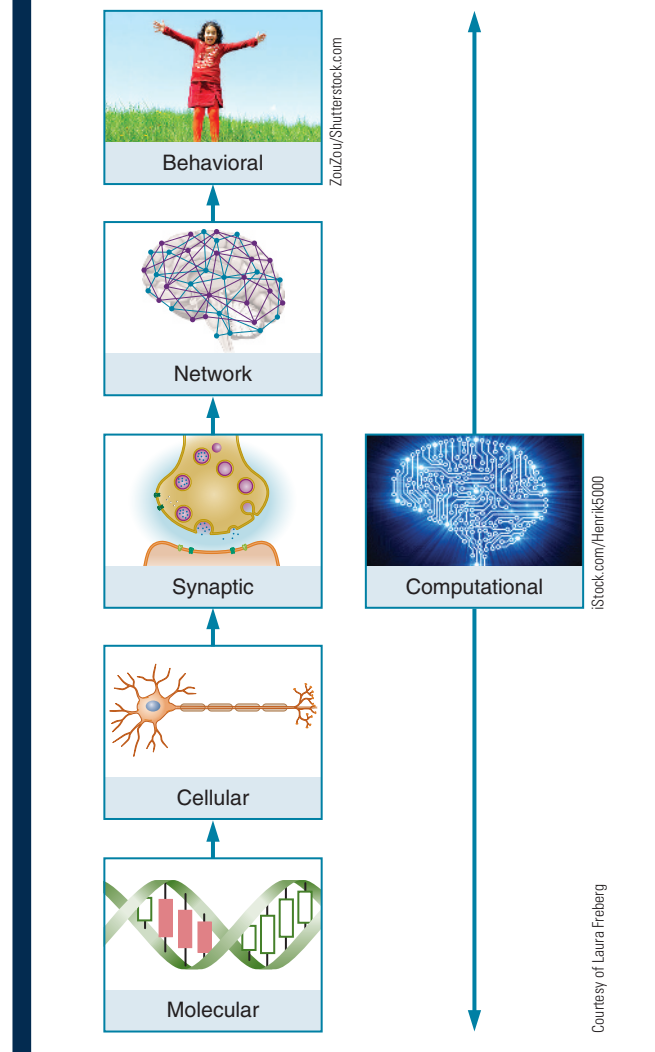 Behavioral
ZouZou/Shutterstock.com
Network
Synaptic
Computational
iStock.com/Henrik5000
Cellular
Molecular
Courtesy of Laura Freberg